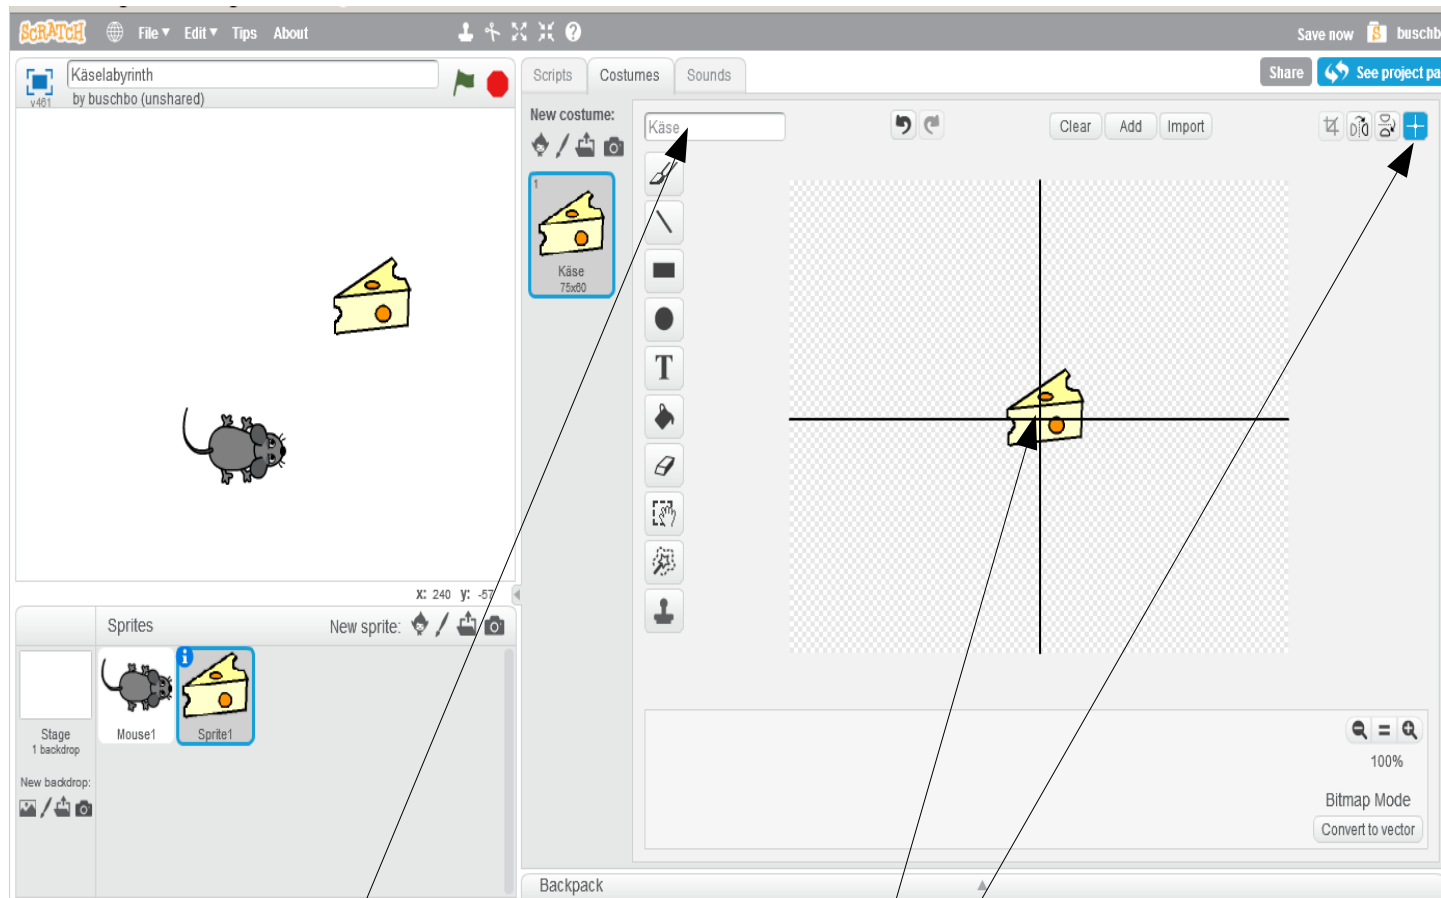 SCRATCH File Edit Tips About Save now buschb
Käselabyrinth
v461 by buschbo (unshared)
Scripts Costumes Sounds Share See project pa
New costume:
Käse
Clear Add Import
1
Käse
75x60
T
x: 240 y: -57
Sprites New sprite:
Stage
1 backdrop
Mouse1 Sprite1
New backdrop:
100%
Bitmap Mode
Convert to vector
Backpack